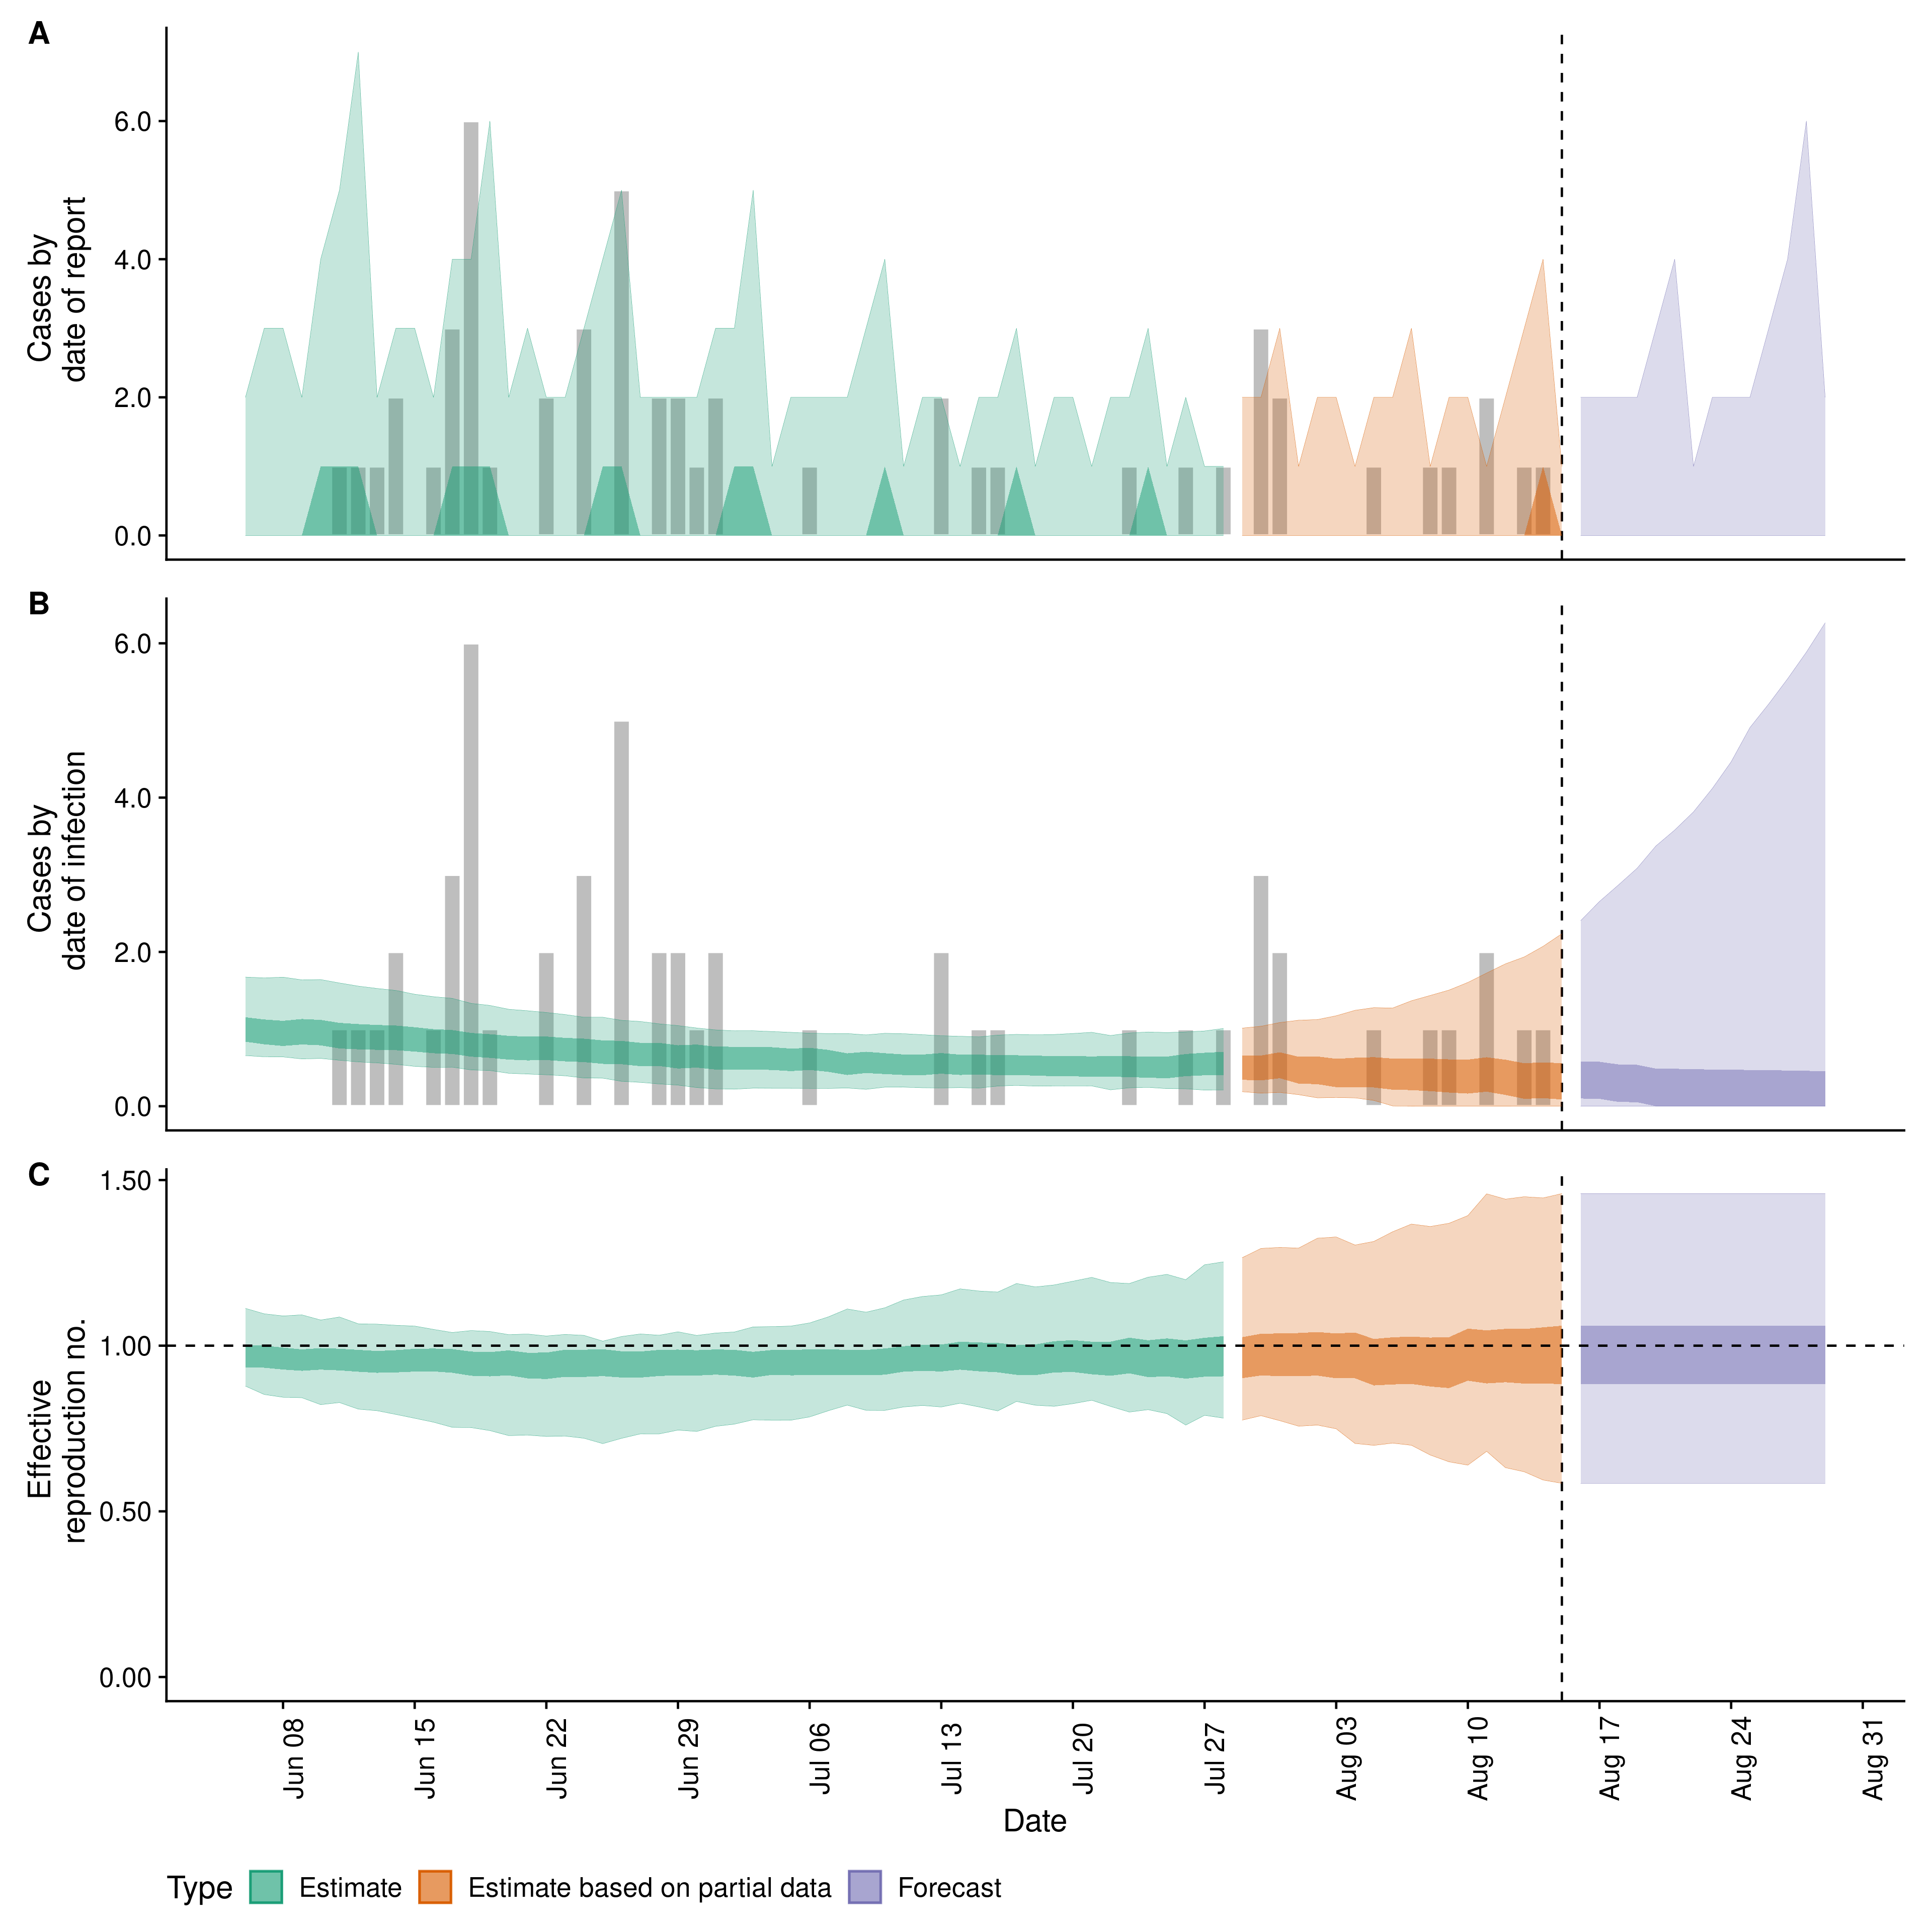 A
Cases by
date of report
6.0
4.0
2.0
0.0
B
Cases by
date of infection
6.0
4.0
2.0
0.0
C
Effective
reproduction no.
1.50
1.00
0.50
0.00
Jun 08
Jun 15
Jun 22
Jun 29
Jul 06
Jul 13
Jul 20
Jul 27
Aug 03
Aug 10
Aug 17
Aug 24
Aug 31
Date
Type Estimate Estimate based on partial data Forecast